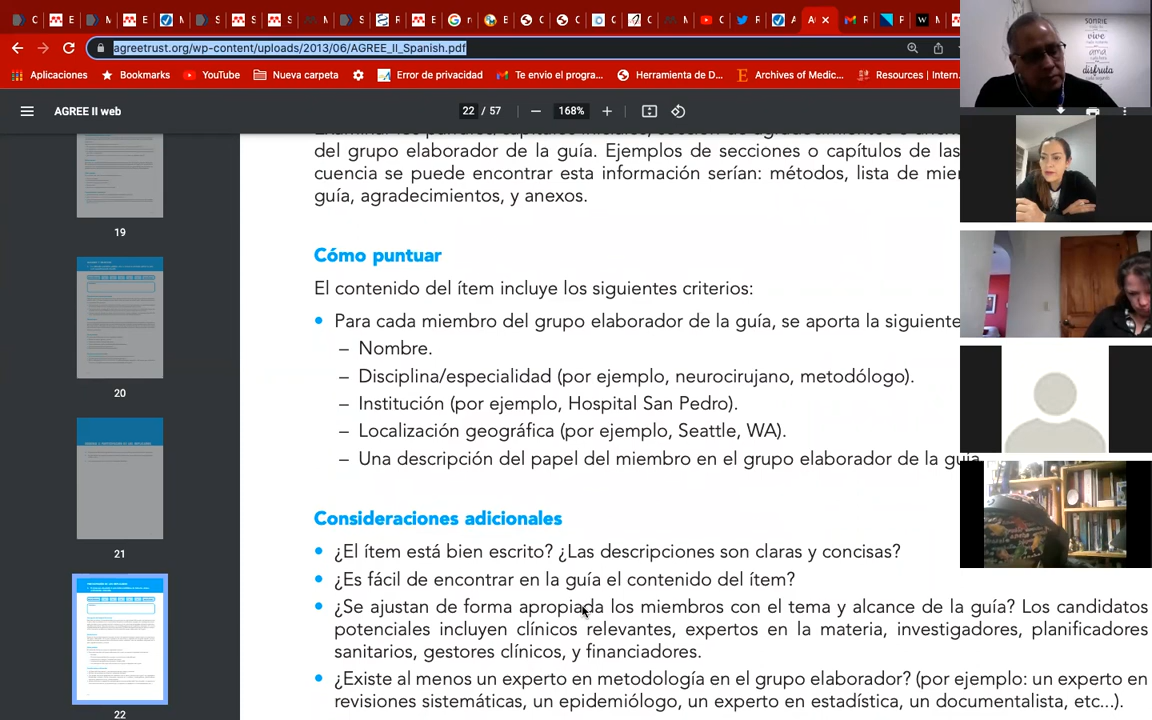 agreetrust.org/wp-content/uploads/2013/06/AGREE_II_Spanish.pdf
Aplicaciones
Bookmarks
YouTube
Nueva carpeta
Error de privacidad
Te envio el progra...
Herramienta de D...
Archives of Medic...
Resources | Intern...
AGREE II web
22 / 57
168%
SONRIE
vive
ama
disfruta
19
20
21
22
del grupo elaborador de la guía. Ejemplos de secciones o capítulos de las
cuencia se puede encontrar esta información serían: métodos, lista de mie
guía, agradecimientos, y anexos.
Cómo puntuar
El contenido del ítem incluye los siguientes criterios:
• Para cada miembro del grupo elaborador de la guía, se aporta la siguiente
– Nombre.
– Disciplina/especialidad (por ejemplo, neurocirujano, metodólogo).
– Institución (por ejemplo, Hospital San Pedro).
– Localización geográfica (por ejemplo, Seattle, WA).
– Una descripción del papel del miembro en el grupo elaborador de la guía
Consideraciones adicionales
• ¿El ítem está bien escrito? ¿Las descripciones son claras y concisas?
• ¿Es fácil de encontrar en la guía el contenido del ítem?
• ¿Se ajustan de forma apropiada los miembros con el tema y alcance de la guía? Los candidatos
potenciales incluyen clínicos relevantes, expertos en la materia, investigadores, planificadores
sanitarios, gestores clínicos, y financiadores.
• ¿Existe al menos un experto en metodología en el grupo elaborador? (por ejemplo: un experto en
revisiones sistemáticas, un epidemiólogo, un experto en estadística, un documentalista, etc...).